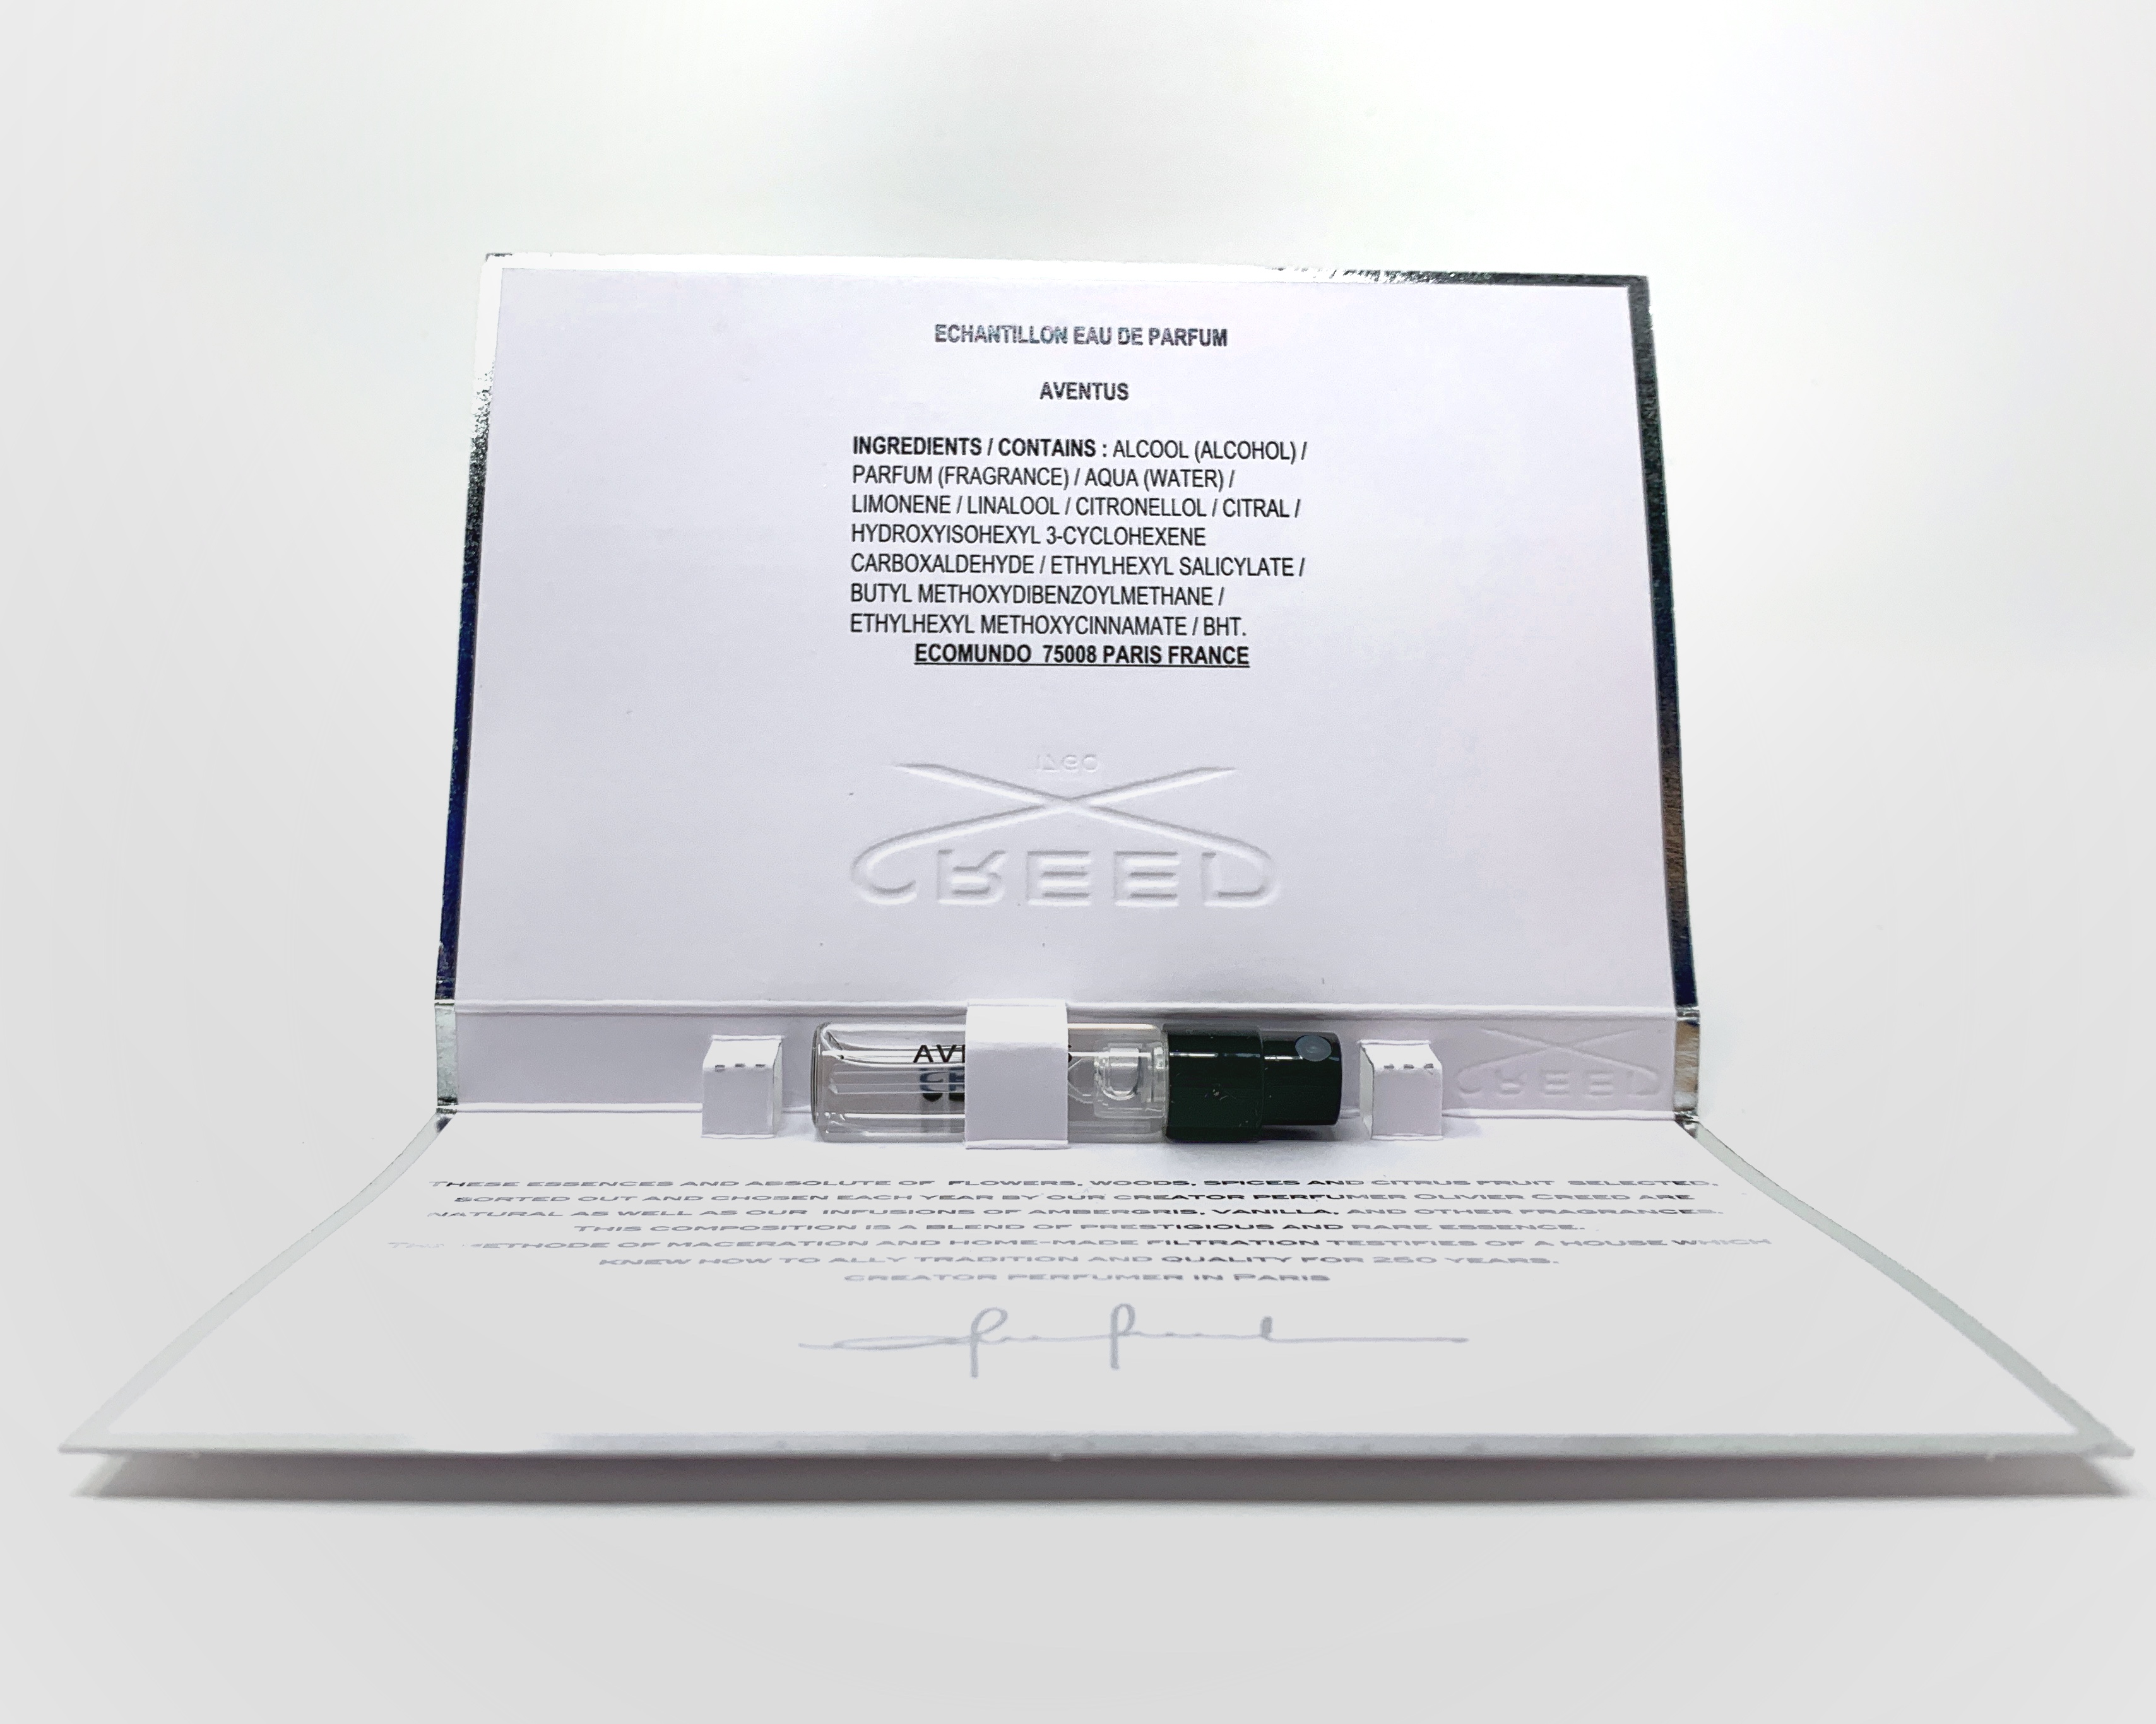 ECHANTILLON EAU DE PARFUM
AVENTUS
INGREDIENTS / CONTAINS : ALCOOL (ALCOHOL) /
PARFUM (FRAGRANCE) / AQUA (WATER) /
LIMONENE / LINALOOL / CITRONELLOL / CITRAL /
HYDROXYISOHEXYL 3-CYCLOHEXENE
CARBOXALDEHYDE / ETHYLHEXYL SALICYLATE /
BUTYL METHOXYDIBENZOYLMETHANE /
ETHYLHEXYL METHOXYCINNAMATE / BHT.
ECOMUNDO 75008 PARIS FRANCE
1760
CREED
CREED
THESE ESSENCES AND ABSOLUTE OF FLOWERS, WOODS, SPICES AND CITRUS FRUIT SELECTED,
SORTED OUT AND CHOSEN EACH YEAR BY OUR CREATOR PERFUMER OLIVIER CREED ARE
NATURAL AS WELL AS OUR INFUSIONS OF AMBERGRIS, VANILLA, AND OTHER FRAGRANCES.
THIS COMPOSITION IS A BLEND OF PRESTIGIOUS AND RARE ESSENCE.
METHODE OF MACERATION AND HOME-MADE FILTRATION TESTIFIES OF A HOUSE WHICH
KNEW HOW TO ALLY TRADITION AND QUALITY FOR 250 YEARS.
CREATOR PERFUMER IN PARIS